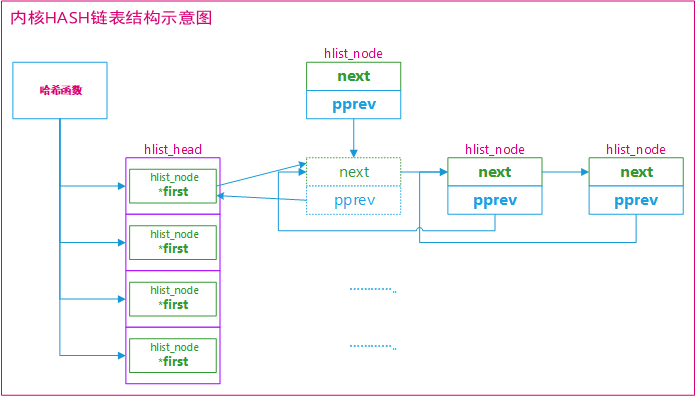 内核HASH链表结构示意图
hlist_node
next
pprev
哈希函数
hlist_head
hlist_node
*first
next
pprev
hlist_node
next
pprev
hlist_node
next
pprev
hlist_node
*first
hlist_node
*first
hlist_node
*first